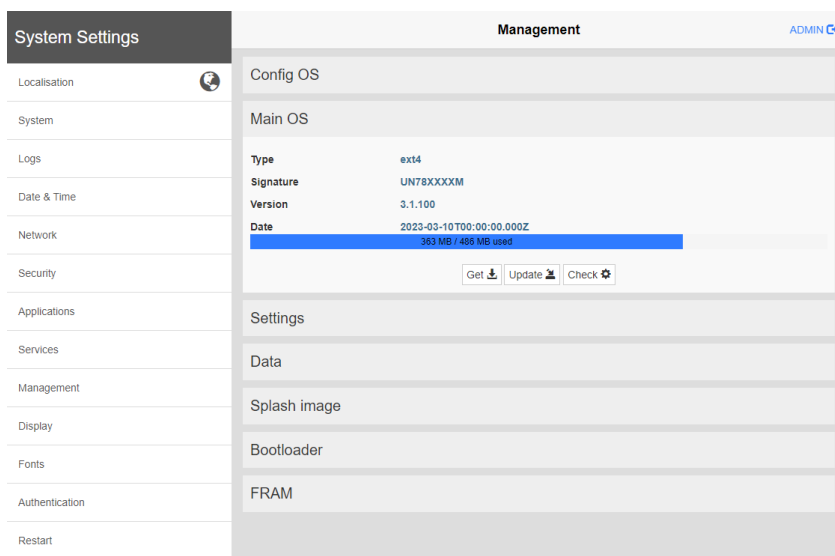 System Settings
Localisation
System
Logs
Date & Time
Network
Security
Applications
Services
Management
Display
Fonts
Authentication
Restart
Management
ADMIN
Config OS
Main OS
Type ext4
Signature UN78XXXXM
Version 3.1.100
Date 2023-03-10T00:00:00.000Z
363 MB / 486 MB used
Get Update Check
Settings
Data
Splash image
Bootloader
FRAM